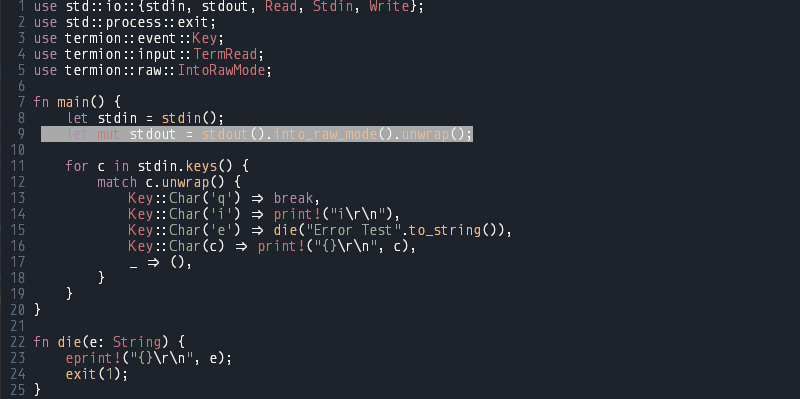 1 use std::io::{stdin, stdout, Read, Stdin, Write};
2 use std::process::exit;
3 use termion::event::Key;
4 use termion::input::TermRead;
5 use termion::raw::IntoRawMode;
6
7 fn main() {
8     let stdin = stdin();
9     let mut stdout = stdout().into_raw_mode().unwrap();
10
11     for c in stdin.keys() {
12         match c.unwrap() {
13             Key::Char('q') => break,
14             Key::Char('i') => print!("i\r\n"),
15             Key::Char('e') => die("Error Test".to_string()),
16             Key::Char(c) => print!("{}\r\n", c),
17             _ => (),
18         }
19     }
20 }
21
22 fn die(e: String) {
23     eprint!("{}\r\n", e);
24     exit(1);
25 }